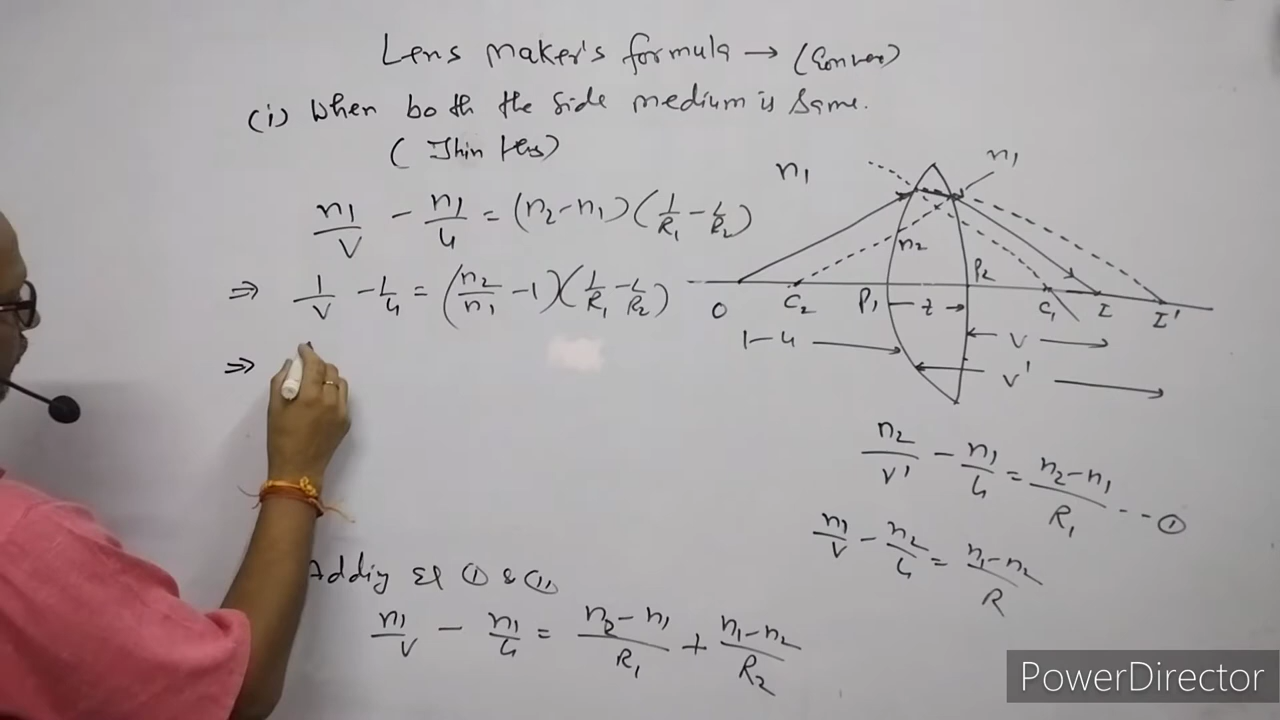 Lens maker's formula → (Convex)
(i) When both the side medium is same.
( Thin lens)
n1/V - n1/u = (n2-n1)(1/R1 - 1/R2)
⇒ 1/V - 1/u = (n2/n1 - 1)(1/R1 - 1/R2)
⇒
n1
n1
n2
O C2 P1 t P2 C1 I I'
1-u
V
V'
n2/V' - n1/u = n2-n1/R1 --- ①
n1/V - n2/u = n1-n2/R
Addiy Eq ① & ⑪
n1/V - n1/u = n2-n1/R1 + n1-n2/R2
PowerDirector